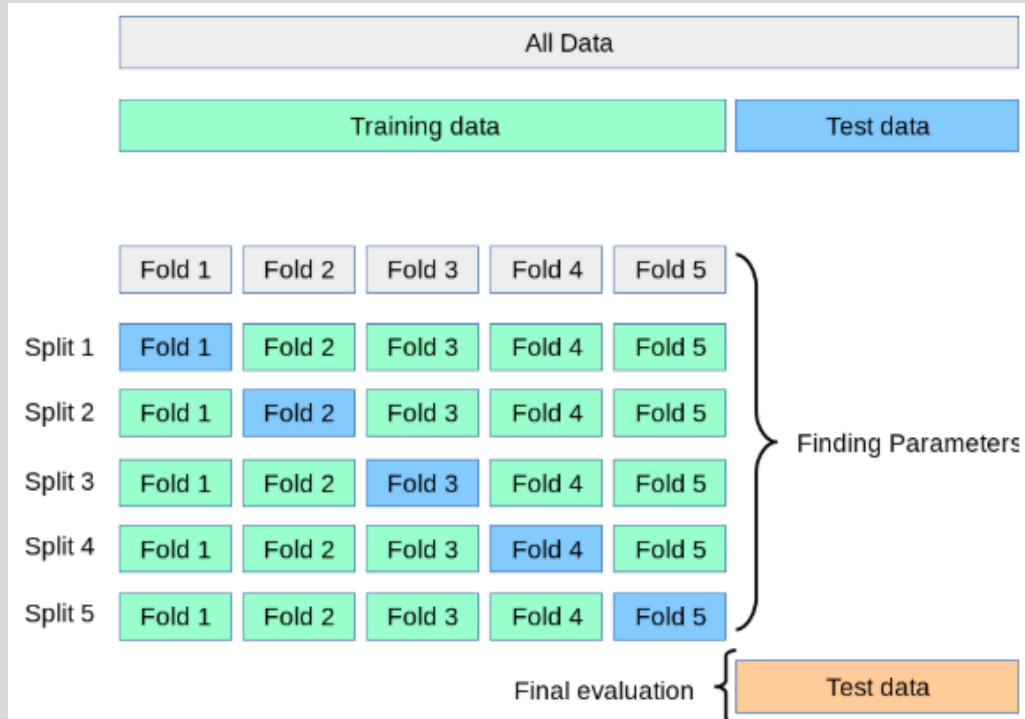 All Data
Training data Test data
Fold 1 Fold 2 Fold 3 Fold 4 Fold 5
Split 1 Fold 1 Fold 2 Fold 3 Fold 4 Fold 5
Split 2 Fold 1 Fold 2 Fold 3 Fold 4 Fold 5
Finding Parameters
Split 3 Fold 1 Fold 2 Fold 3 Fold 4 Fold 5
Split 4 Fold 1 Fold 2 Fold 3 Fold 4 Fold 5
Split 5 Fold 1 Fold 2 Fold 3 Fold 4 Fold 5
Final evaluation Test data